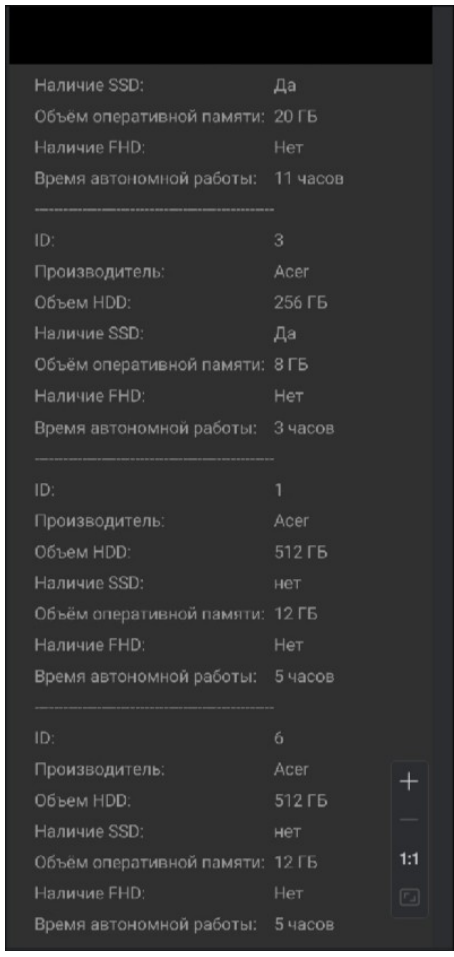 Наличие SSD: Да
Объём оперативной памяти: 20 ГБ
Наличие FHD: Нет
Время автономной работы: 11 часов
----------------------------------------------
ID: 3
Производитель: Acer
Объем HDD: 256 ГБ
Наличие SSD: Да
Объём оперативной памяти: 8 ГБ
Наличие FHD: Нет
Время автономной работы: 3 часов
----------------------------------------------
ID: 1
Производитель: Acer
Объем HDD: 512 ГБ
Наличие SSD: нет
Объём оперативной памяти: 12 ГБ
Наличие FHD: Нет
Время автономной работы: 5 часов
----------------------------------------------
ID: 6
Производитель: Acer
Объем HDD: 512 ГБ
Наличие SSD: нет
Объём оперативной памяти: 12 ГБ
Наличие FHD: Нет
Время автономной работы: 5 часов
1:1